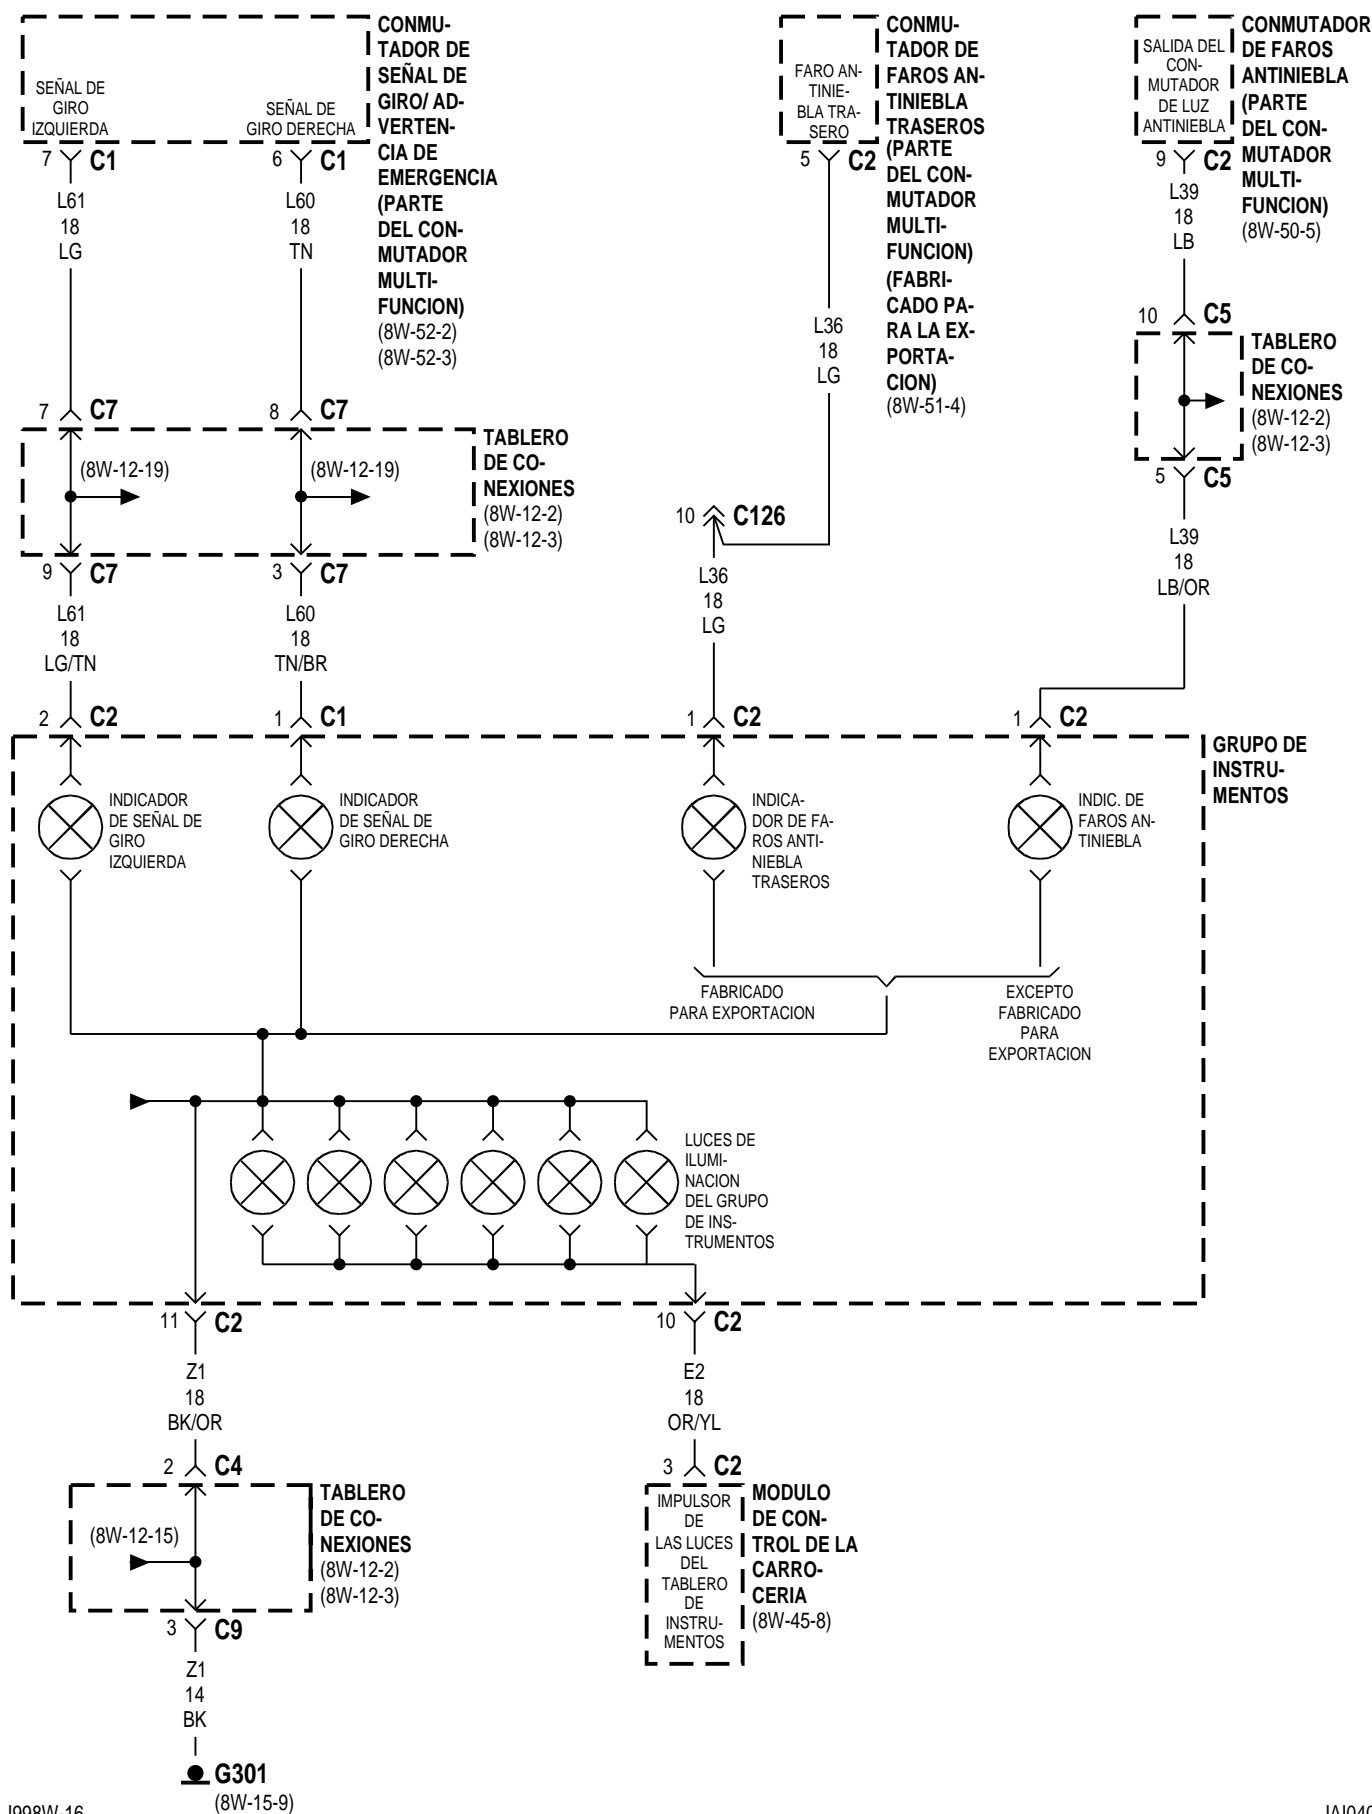 CONMU-
TADOR DE
SEÑAL DE
GIRO/ AD-
VERTEN-
CIA DE
EMERGENCIA
(PARTE
DEL CON-
MUTADOR
MULTI-
FUNCION)
(8W-52-2)
(8W-52-3)
SEÑAL DE
GIRO
IZQUIERDA
SEÑAL DE
GIRO DERECHA
7 C1
6 C1
L61
18
LG
L60
18
TN
CONMU-
TADOR DE
FAROS AN-
TINIEBLA
TRASEROS
(PARTE
DEL CON-
MUTADOR
MULTI-
FUNCION)
(FABRI-
CADO PA-
RA LA EX-
PORTA-
CION)
(8W-51-4)
FARO AN-
TINIE-
BLA TRA-
SERO
5 C2
L36
18
LG
CONMUTADOR
DE FAROS
ANTINIEBLA
(PARTE
DEL CON-
MUTADOR
MULTI-
FUNCION)
(8W-50-5)
SALIDA DEL
CON-
MUTADOR
DE LUZ
ANTINIEBLA
9 C2
L39
18
LB
10 C5
TABLERO
DE CO-
NEXIONES
(8W-12-2)
(8W-12-3)
5 C5
L39
18
LB/OR
7 C7
8 C7
(8W-12-19)
(8W-12-19)
TABLERO
DE CO-
NEXIONES
(8W-12-2)
(8W-12-3)
9 C7
3 C7
L61
18
LG/TN
L60
18
TN/BR
10 C126
L36
18
LG
2 C2
1 C1
1 C2
1 C2
GRUPO DE
INSTRU-
MENTOS
INDICADOR
DE SEÑAL DE
GIRO
IZQUIERDA
INDICADOR
DE SEÑAL DE
GIRO DERECHA
INDICA-
DOR DE FA-
ROS ANTI-
NIEBLA
TRASEROS
INDIC. DE
FAROS AN-
TINIEBLA
FABRICADO
PARA EXPORTACION
EXCEPTO
FABRICADO
PARA
EXPORTACION
LUCES DE
ILUMI-
NACION
DEL GRUPO
DE INS-
TRUMENTOS
11 C2
10 C2
Z1
18
BK/OR
E2
18
OR/YL
2 C4
3 C2
(8W-12-15)
TABLERO
DE CO-
NEXIONES
(8W-12-2)
(8W-12-3)
IMPULSOR
DE
LAS LUCES
DEL
TABLERO
DE
INSTRU-
MENTOS
MODULO
DE CON-
TROL DE LA
CARRO-
CERIA
(8W-45-8)
3 C9
Z1
14
BK
G301
(8W-15-9)